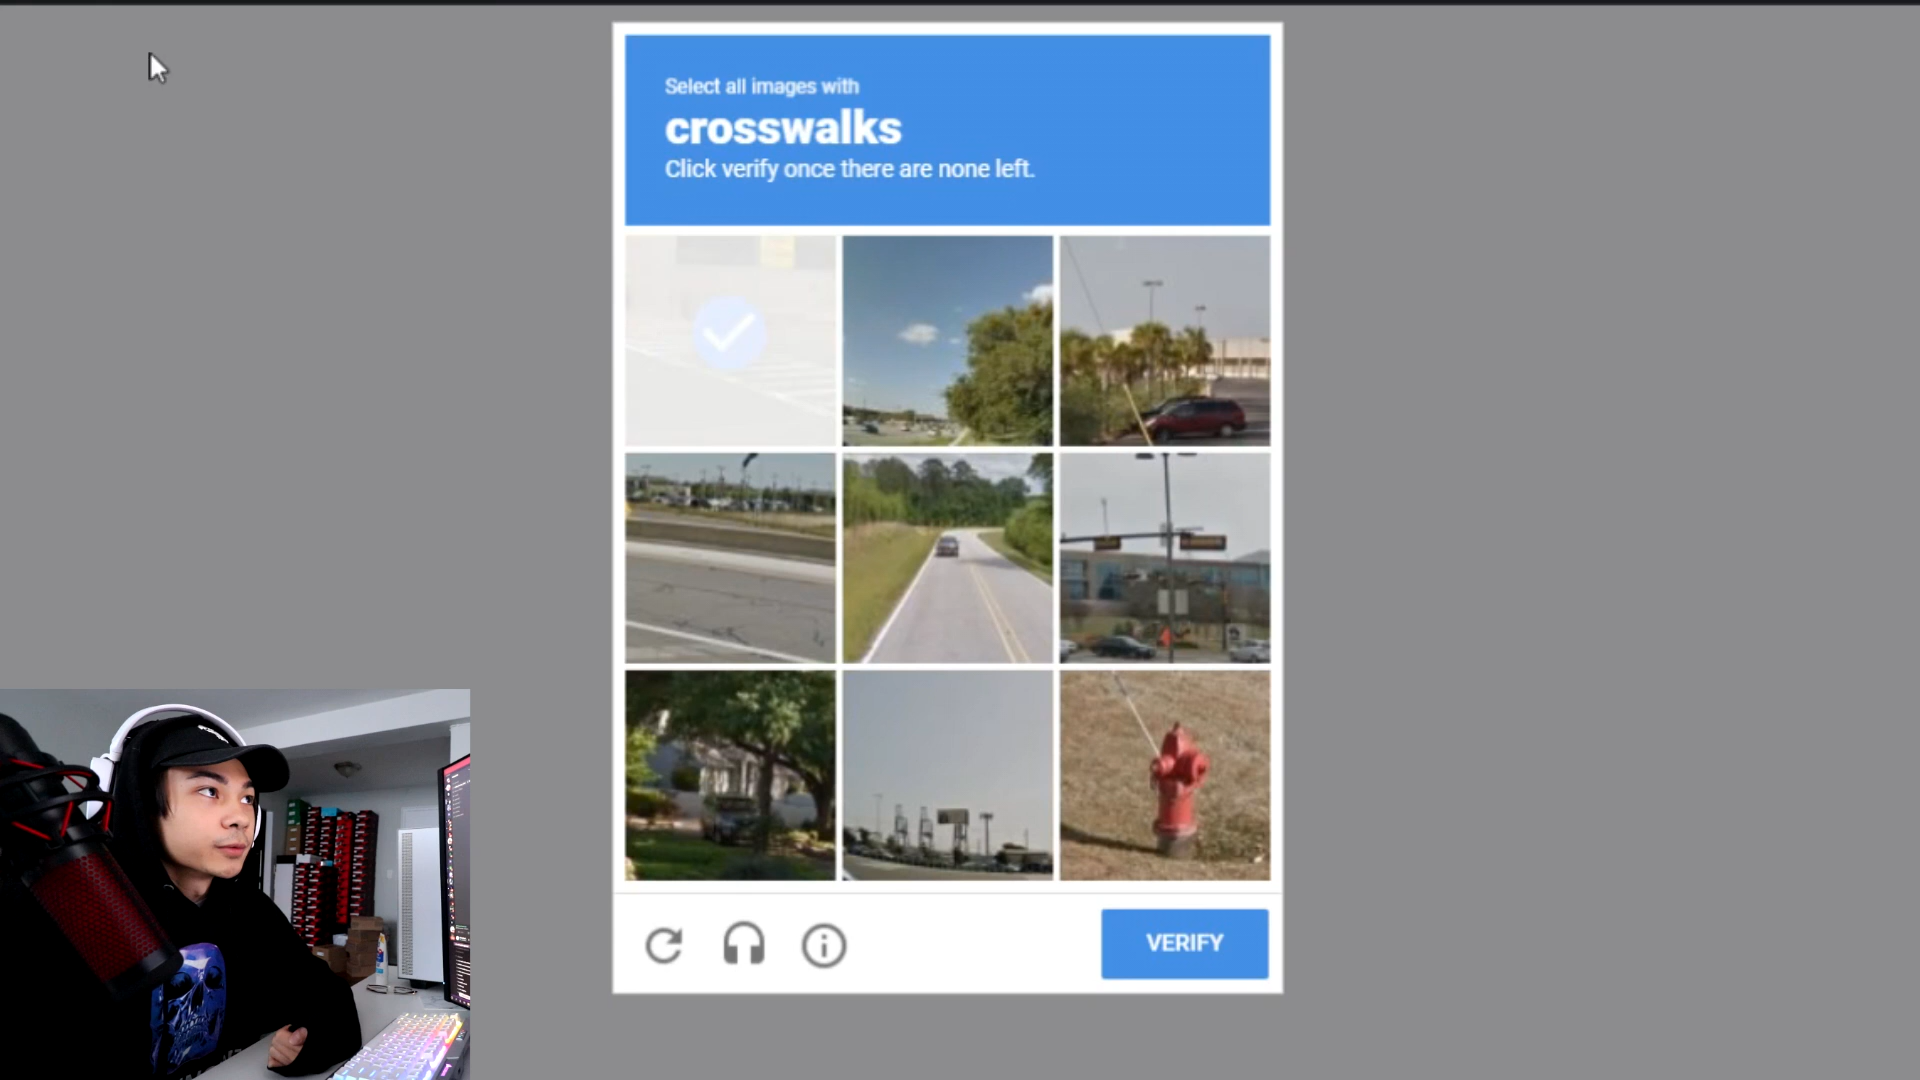 Select all images with
crosswalks
Click verify once there are none left.
VERIFY